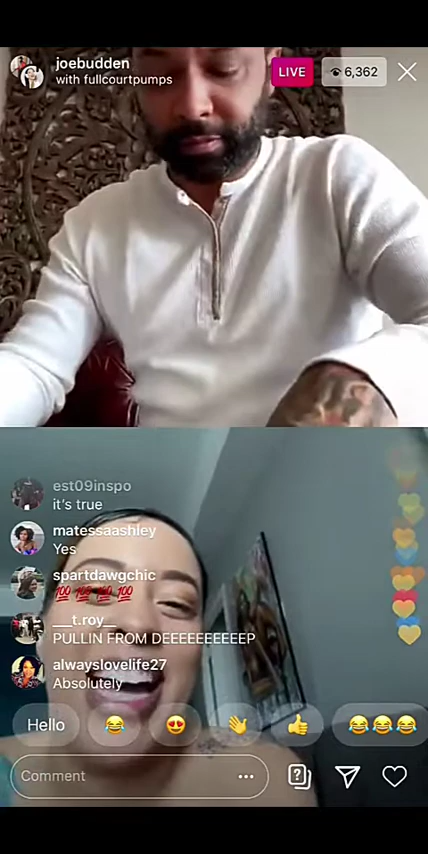 joebudden
with fullcourtpumps
LIVE
6,362
est09inspo
it's true
matessaashley
Yes
spartdawgchic
💯💯💯💯
___t.roy__
PULLIN FROM DEEEEEEEEEEP
alwayslovelife27
Absolutely
Hello
Comment